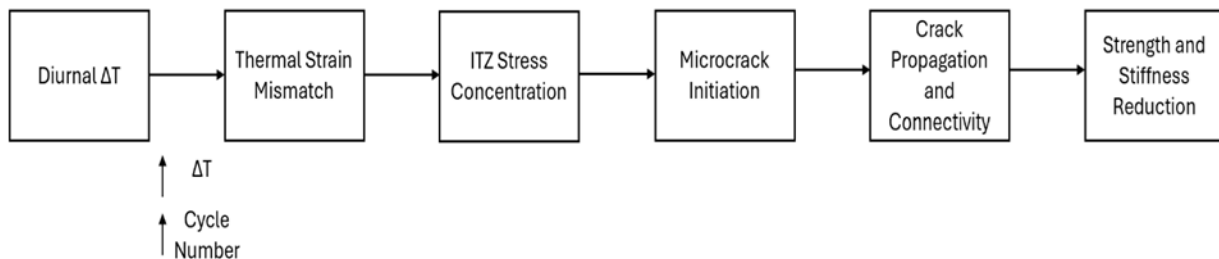 Diurnal ΔT
Thermal Strain
Mismatch
ITZ Stress
Concentration
Microcrack
Initiation
Crack
Propagation
and
Connectivity
Strength and
Stiffness
Reduction
ΔT
Cycle
Number